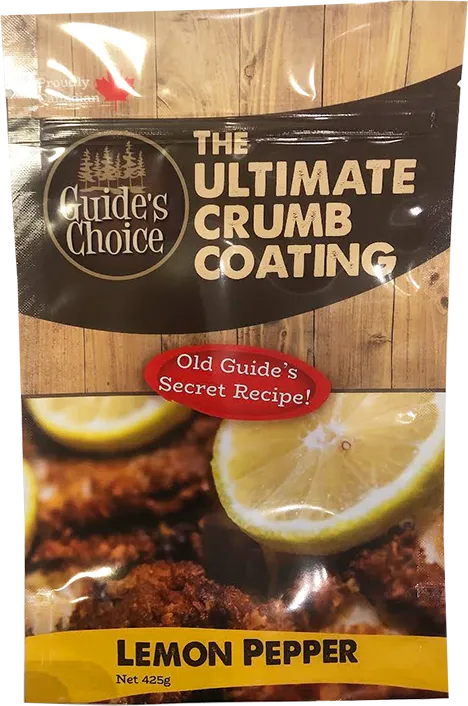 Proudly
Canadian
Guide's
Choice
THE
ULTIMATE
CRUMB
COATING
Old Guide's
Secret Recipe!
LEMON PEPPER
Net 425g